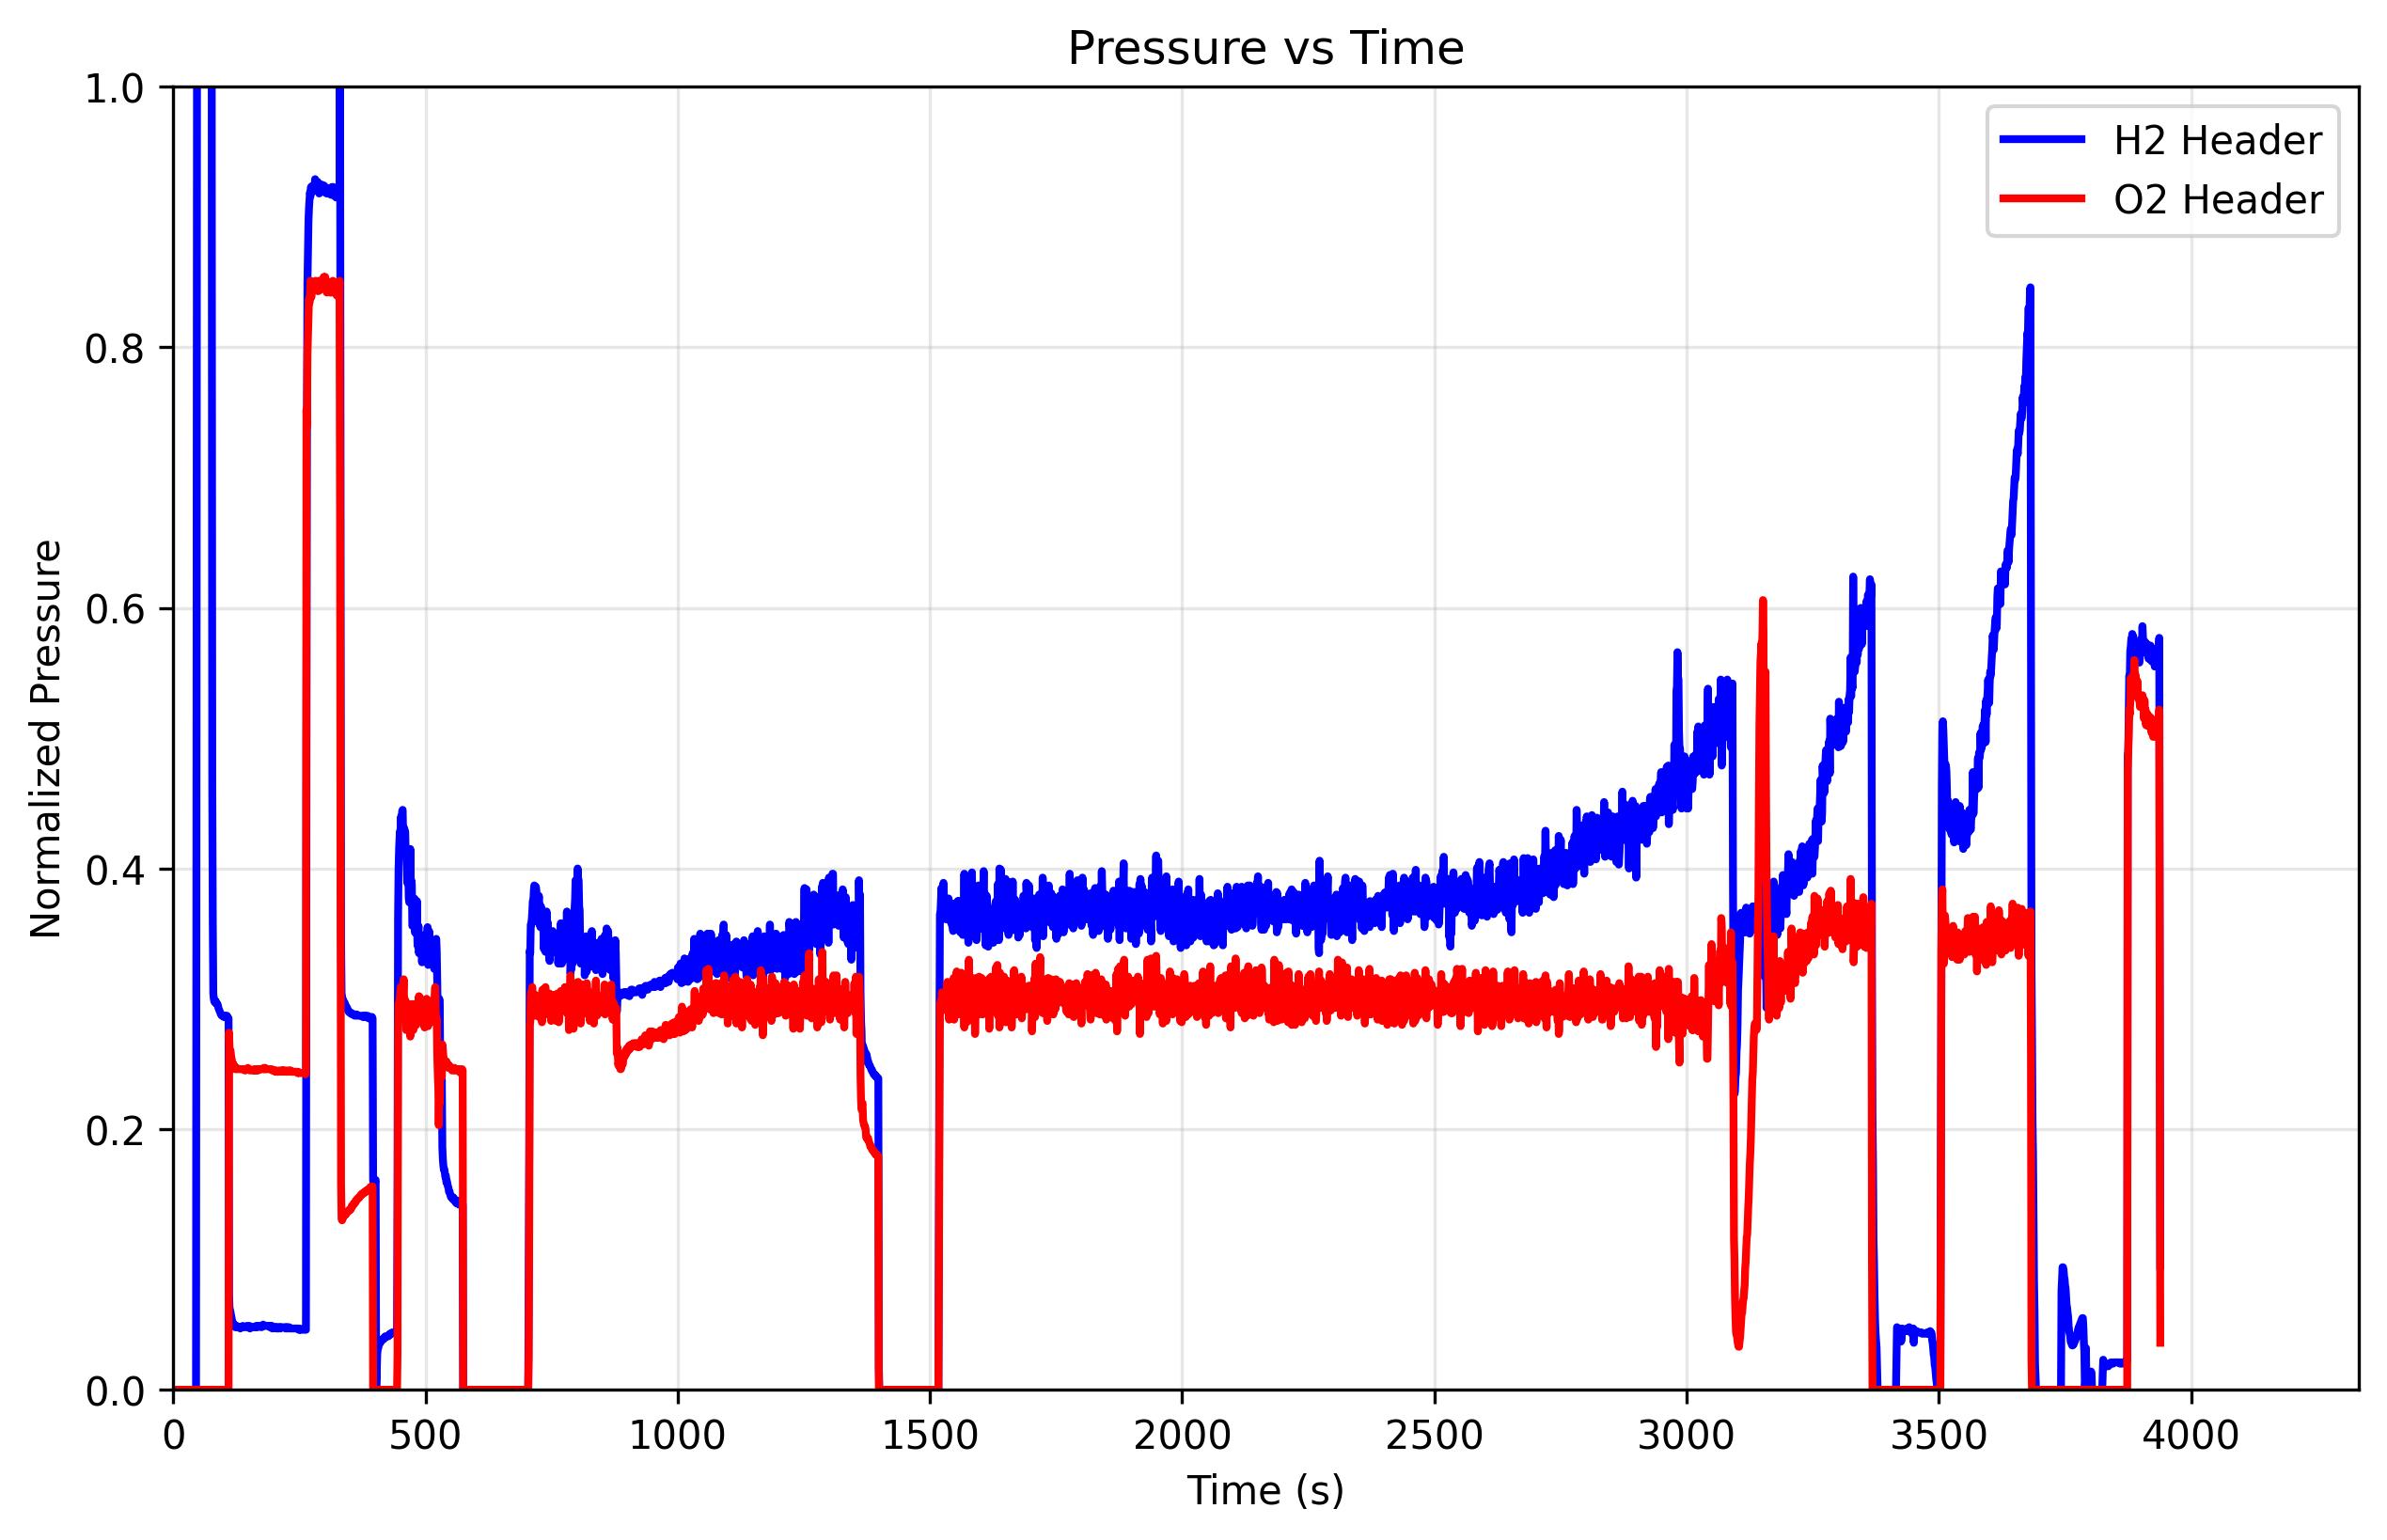 Pressure vs Time
H2 Header
O2 Header
Normalized Pressure
1.0
0.8
0.6
0.4
0.2
0.0
0 500 1000 1500 2000 2500 3000 3500 4000
Time (s)